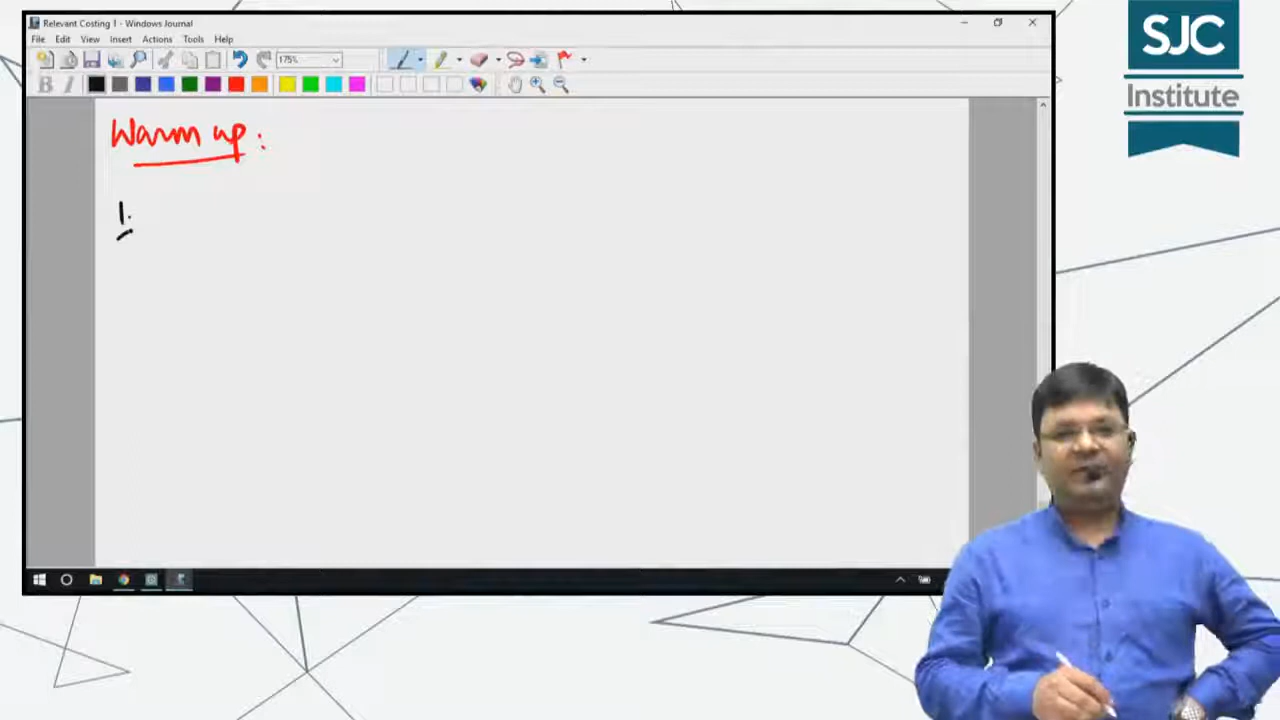 Relevant Costing 1 - Windows Journal
File Edit View Insert Actions Tools Help
175%
B I
Warm up :
1.
SJC
Institute